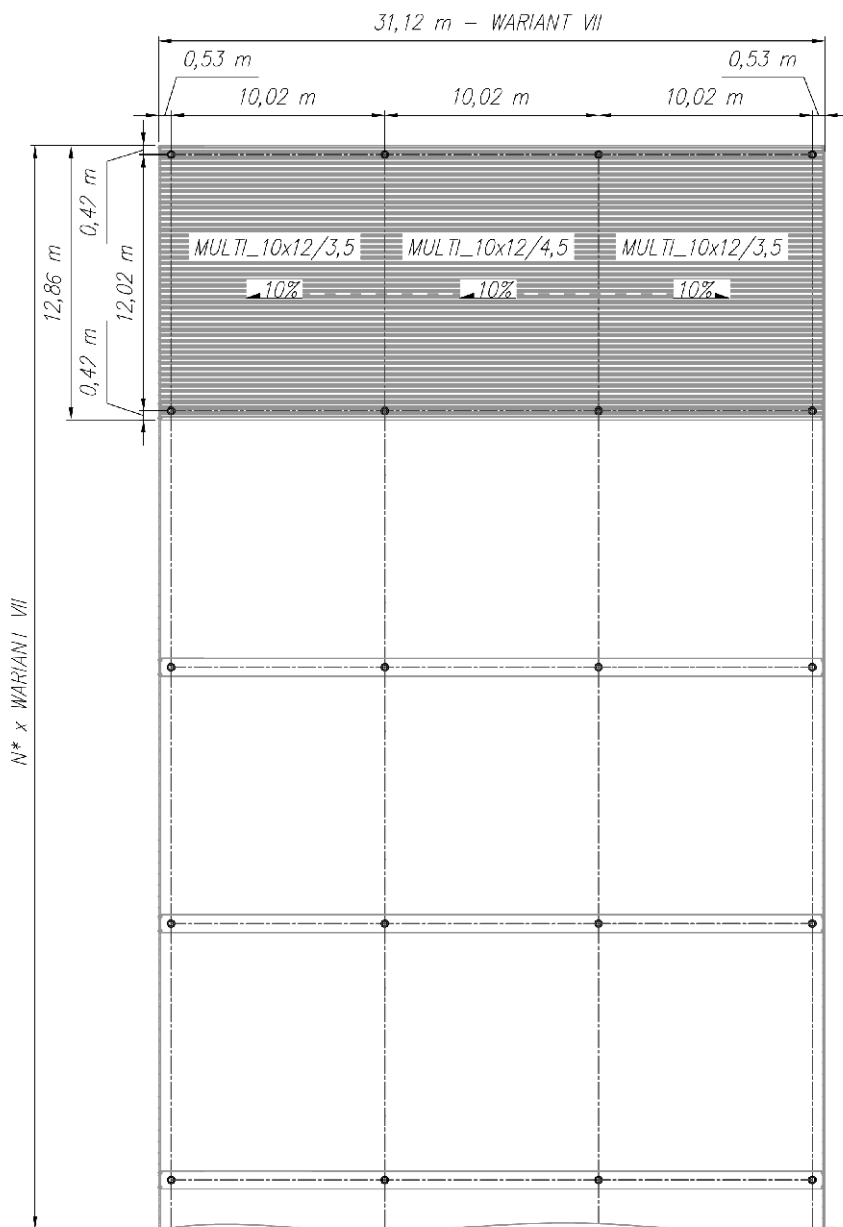 31,12 m – WARIANT VII
0,53 m
0,53 m
10,02 m
10,02 m
10,02 m
0,42 m
12,86 m
12,02 m
0,42 m
MULTI_10x12/3,5
MULTI_10x12/4,5
MULTI_10x12/3,5
10%
10%
10%
N* x WARIANT VII